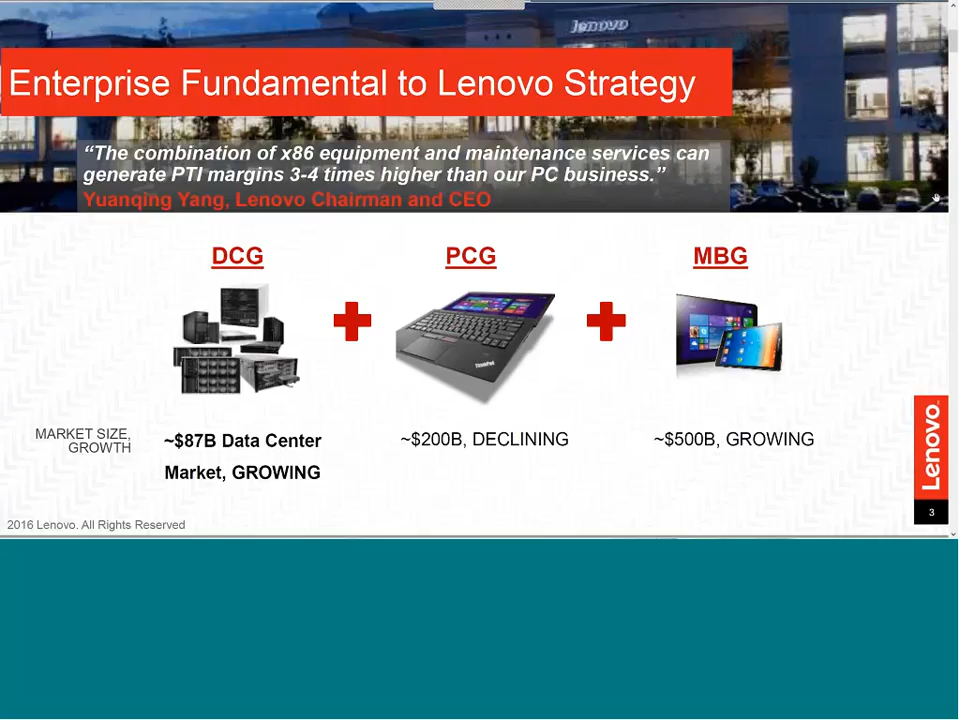 lenovo
Enterprise Fundamental to Lenovo Strategy
“The combination of x86 equipment and maintenance services can
generate PTI margins 3-4 times higher than our PC business.”
Yuanqing Yang, Lenovo Chairman and CEO
DCG
PCG
MBG
ThinkPad
MARKET SIZE,
GROWTH
~$87B Data Center
Market, GROWING
~$200B, DECLINING
~$500B, GROWING
Lenovo
3
2016 Lenovo. All Rights Reserved